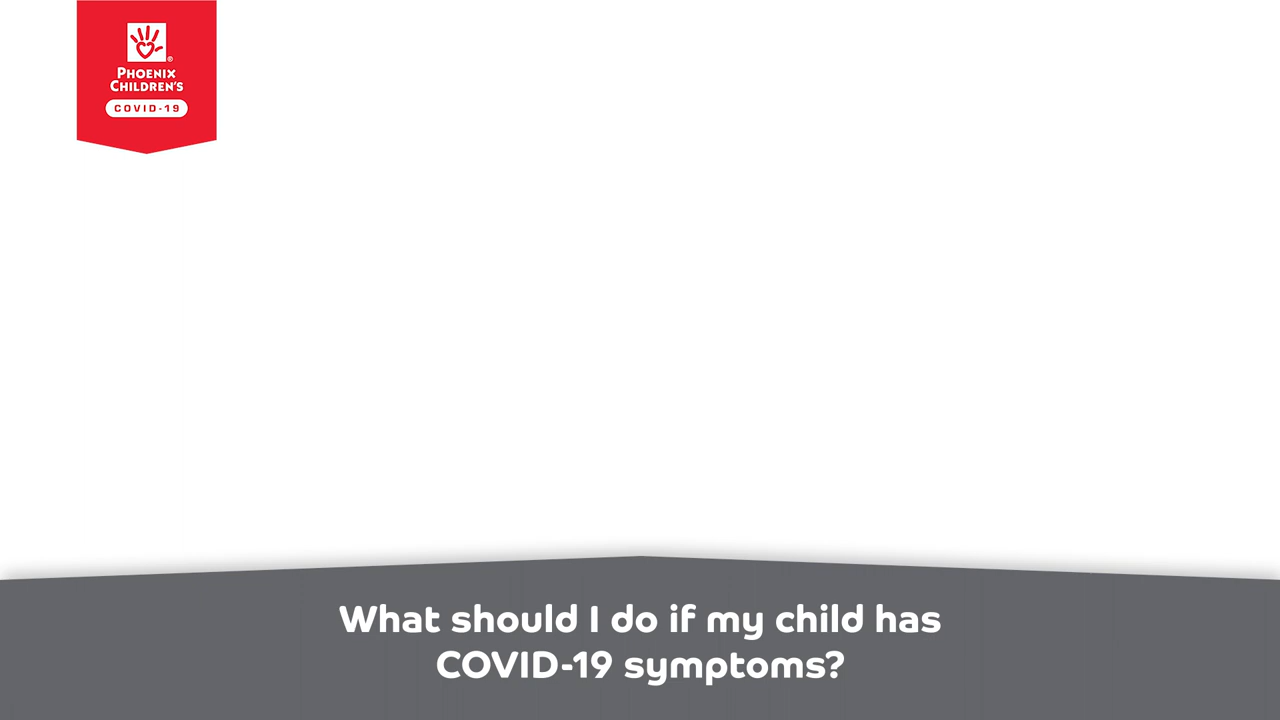 PHOENIX
CHILDREN'S
COVID-19
What should I do if my child has
COVID-19 symptoms?